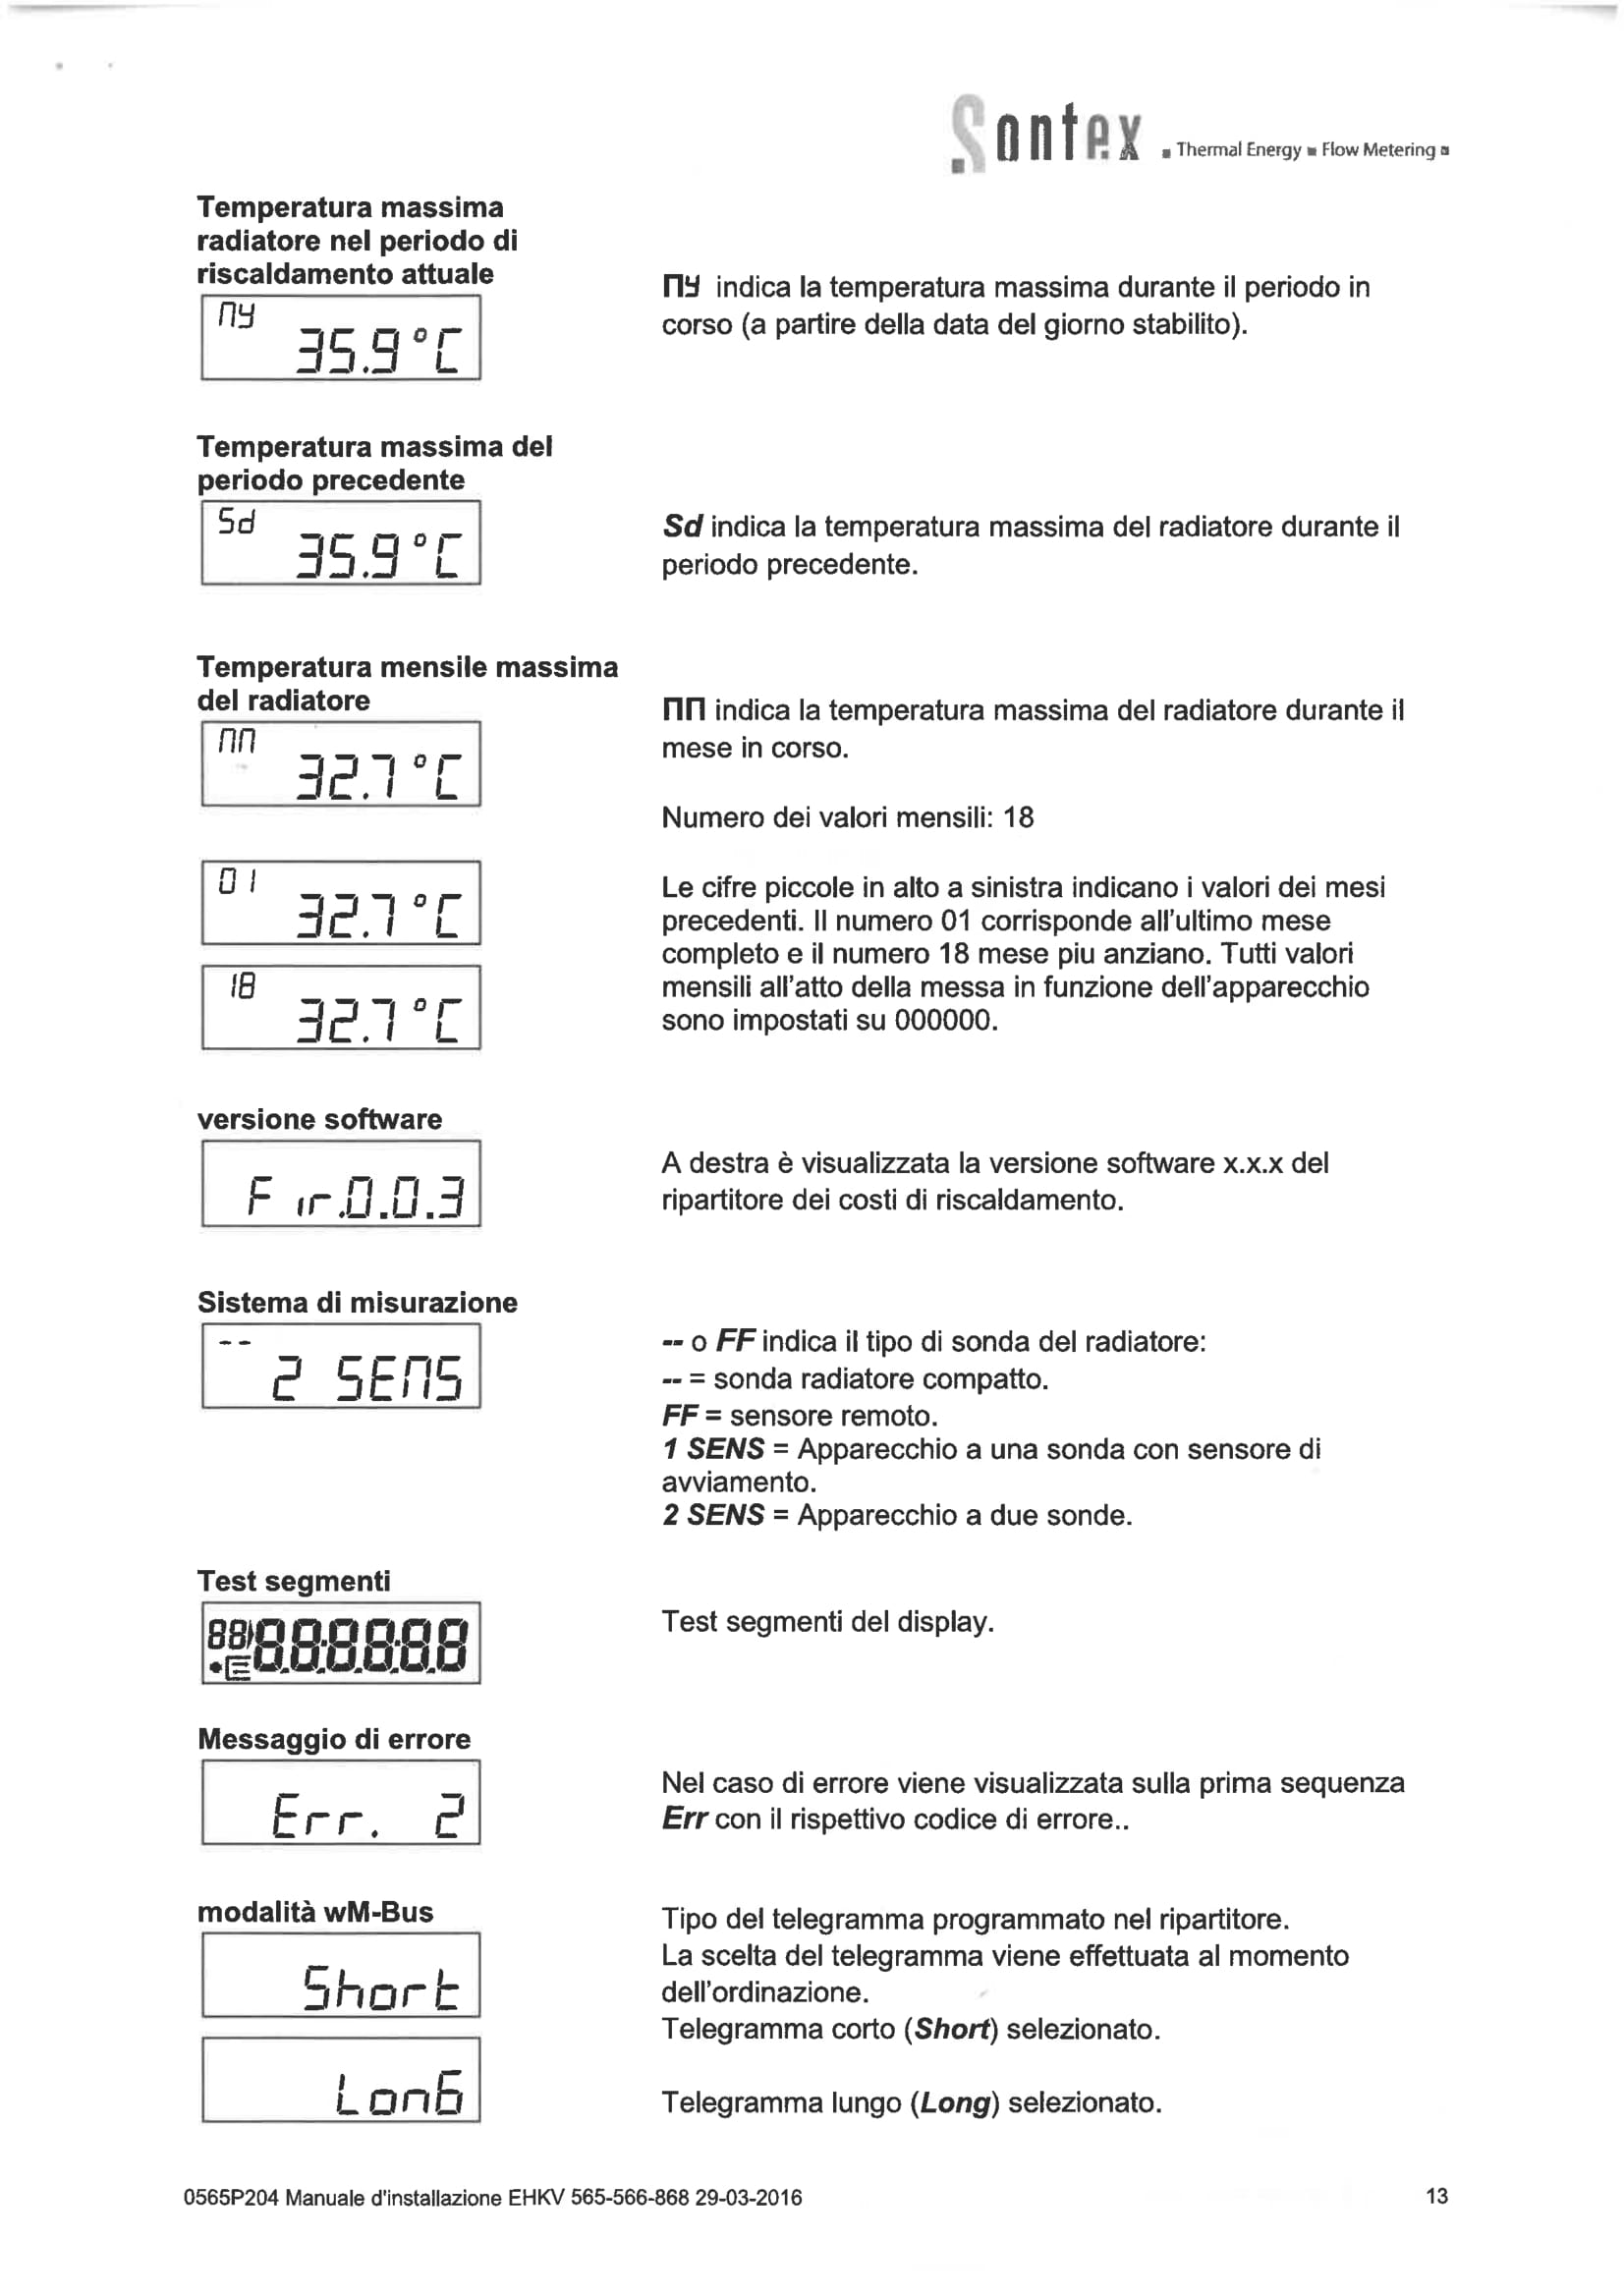 Sontex
Thermal Energy ■ Flow Metering
Temperatura massima
radiatore nel periodo di
riscaldamento attuale
ПУ
35.9°C
ПУ indica la temperatura massima durante il periodo in
corso (a partire della data del giorno stabilito).
Temperatura massima del
periodo precedente
Sd
35.9°C
Sd indica la temperatura massima del radiatore durante il
periodo precedente.
Temperatura mensile massima
del radiatore
ПП
32.7°C
ПП indica la temperatura massima del radiatore durante il
mese in corso.
Numero dei valori mensili: 18
01
32.7°C
18
32.7°C
Le cifre piccole in alto a sinistra indicano i valori dei mesi
precedenti. Il numero 01 corrisponde all'ultimo mese
completo e il numero 18 mese piu anziano. Tutti valori
mensili all'atto della messa in funzione dell'apparecchio
sono impostati su 000000.
versione software
Fir.0.0.3
A destra è visualizzata la versione software x.x.x del
ripartitore dei costi di riscaldamento.
Sistema di misurazione
--
2 SENS
-- o FF indica il tipo di sonda del radiatore:
-- = sonda radiatore compatto.
FF = sensore remoto.
1 SENS = Apparecchio a una sonda con sensore di
avviamento.
2 SENS = Apparecchio a due sonde.
Test segmenti
88
8.8.8.8.8.8
Test segmenti del display.
Messaggio di errore
Err. 2
Nel caso di errore viene visualizzata sulla prima sequenza
Err con il rispettivo codice di errore..
modalità wM-Bus
Short
LonG
Tipo del telegramma programmato nel ripartitore.
La scelta del telegramma viene effettuata al momento
dell'ordinazione.
Telegramma corto (Short) selezionato.
Telegramma lungo (Long) selezionato.
0565P204 Manuale d'installazione EHKV 565-566-868 29-03-2016
13